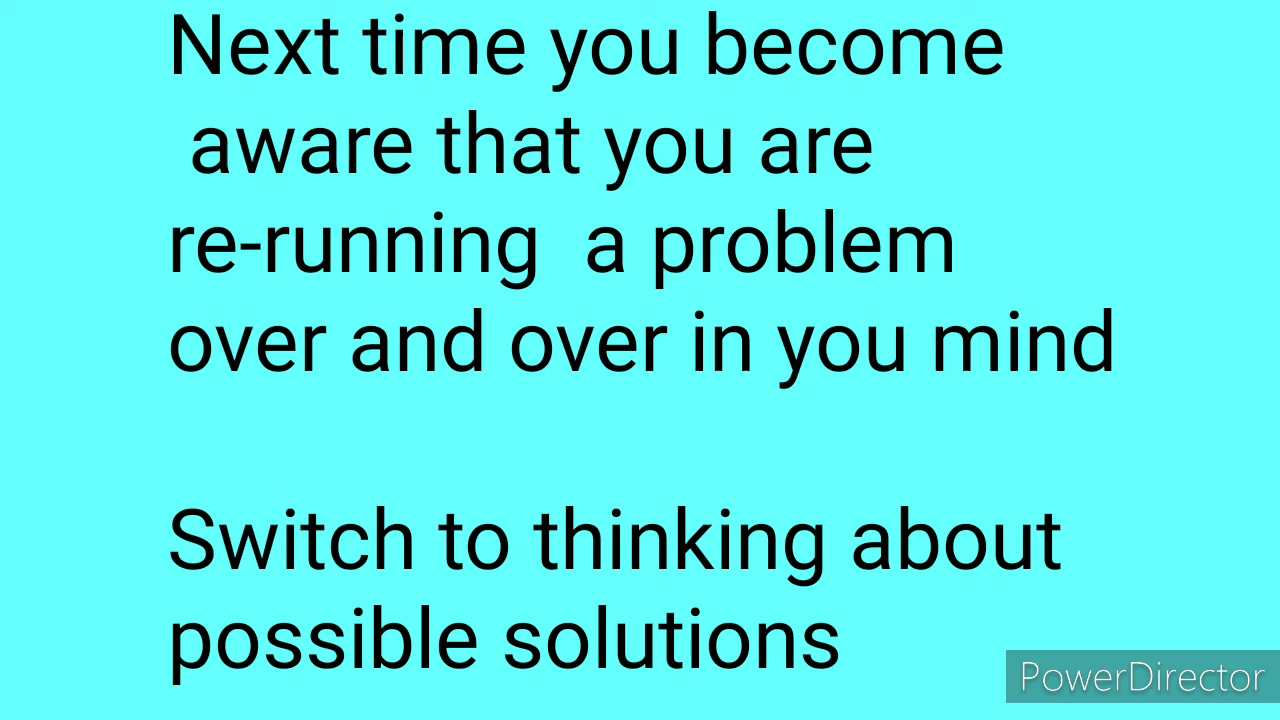 Next time you become
aware that you are
re-running  a problem
over and over in you mind
Switch to thinking about
possible solutions
PowerDirector